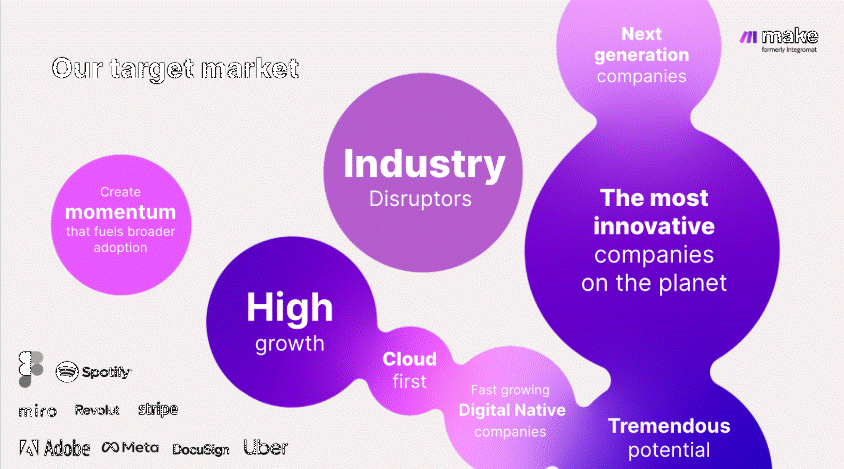 Our target market
make
formerly Integromat
Next
generation
companies
Industry
Disruptors
Create
momentum
that fuels broader
adoption
The most
innovative
companies
on the planet
High
growth
Cloud
first
Fast growing
Digital Native
companies
Tremendous
potential
Spotify
miro
Revolut
stripe
Adobe
Meta
DocuSign
Uber